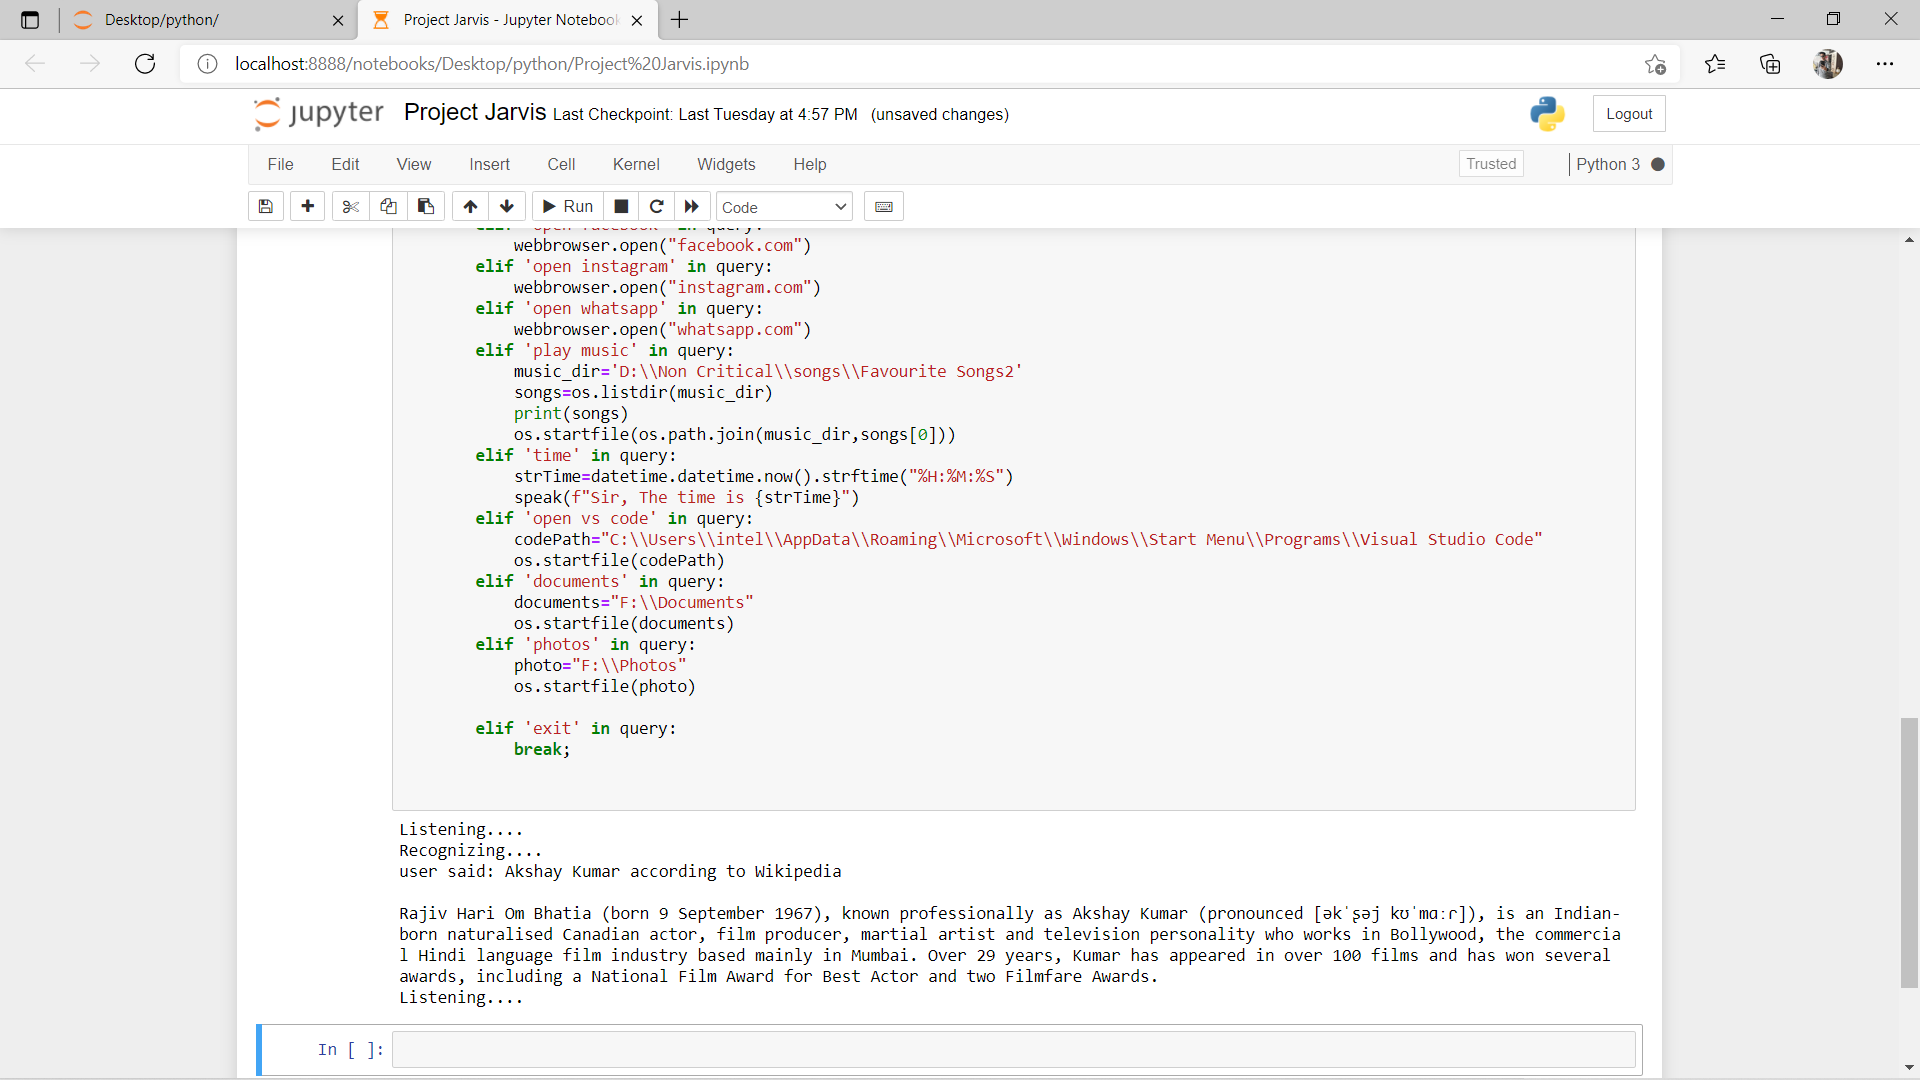 Desktop/python/
Project Jarvis - Jupyter Notebook
localhost:8888/notebooks/Desktop/python/Project%20Jarvis.ipynb
jupyter Project Jarvis Last Checkpoint: Last Tuesday at 4:57 PM (unsaved changes)
Logout
File Edit View Insert Cell Kernel Widgets Help
Trusted
Python 3
Run
Code
elif 'open facebook' in query:
webbrowser.open("facebook.com")
elif 'open instagram' in query:
webbrowser.open("instagram.com")
elif 'open whatsapp' in query:
webbrowser.open("whatsapp.com")
elif 'play music' in query:
music_dir='D:\\Non Critical\\songs\\Favourite Songs2'
songs=os.listdir(music_dir)
print(songs)
os.startfile(os.path.join(music_dir,songs[0]))
elif 'time' in query:
strTime=datetime.datetime.now().strftime("%H:%M:%S")
speak(f"Sir, The time is {strTime}")
elif 'open vs code' in query:
codePath="C:\\Users\\intel\\AppData\\Roaming\\Microsoft\\Windows\\Start Menu\\Programs\\Visual Studio Code"
os.startfile(codePath)
elif 'documents' in query:
documents="F:\\Documents"
os.startfile(documents)
elif 'photos' in query:
photo="F:\\Photos"
os.startfile(photo)
elif 'exit' in query:
break;
Listening....
Recognizing....
user said: Akshay Kumar according to Wikipedia
Rajiv Hari Om Bhatia (born 9 September 1967), known professionally as Akshay Kumar (pronounced [əkˈʂəj kʊˈmɑːɾ]), is an Indian-
born naturalised Canadian actor, film producer, martial artist and television personality who works in Bollywood, the commercia
l Hindi language film industry based mainly in Mumbai. Over 29 years, Kumar has appeared in over 100 films and has won several
awards, including a National Film Award for Best Actor and two Filmfare Awards.
Listening....
In [ ]: